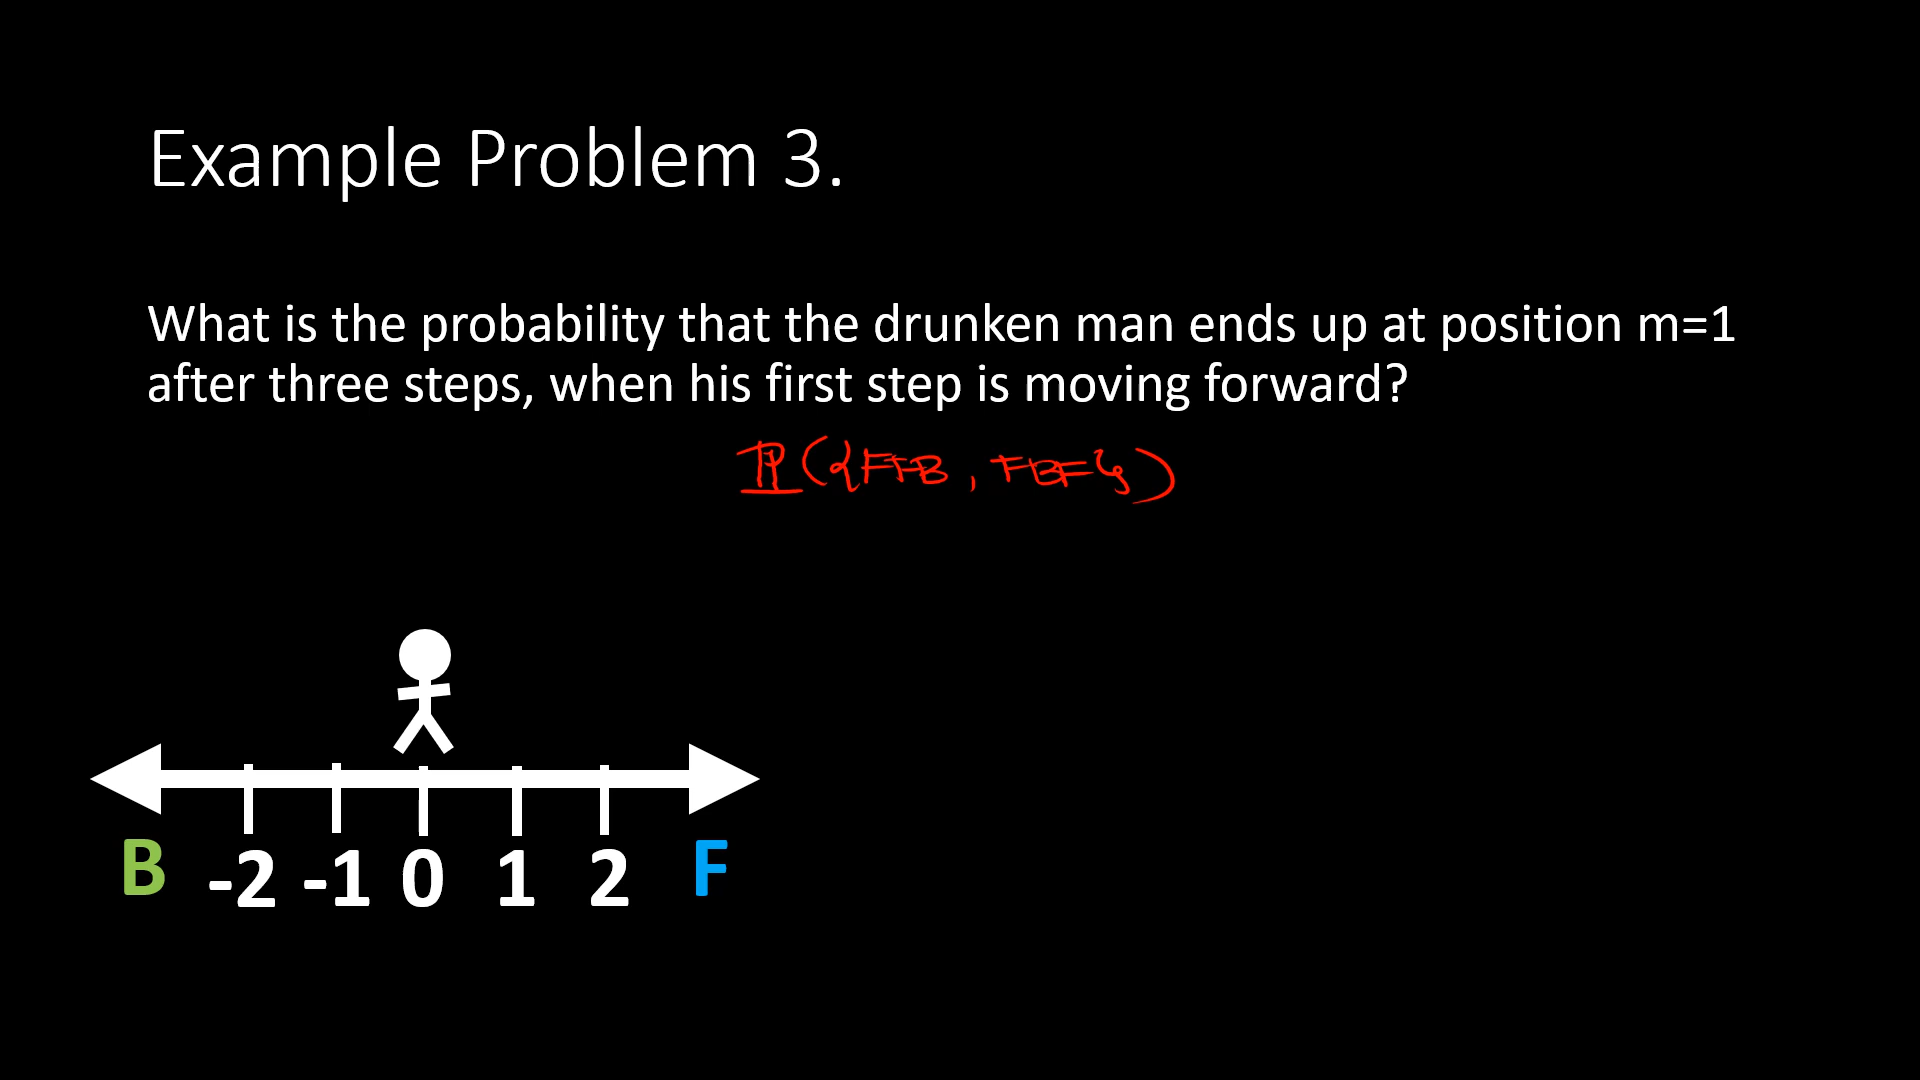 Example Problem 3.
What is the probability that the drunken man ends up at position m=1
after three steps, when his first step is moving forward?
ℙ({FFB, FBF})
B -2 -1 0 1 2 F